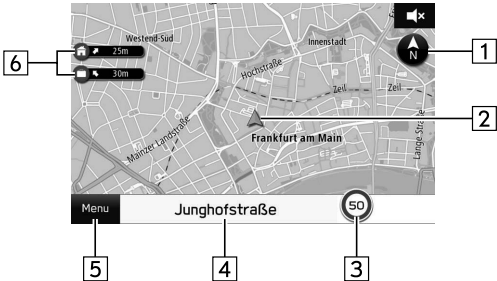 Westend-Süd
Innenstadt
25m
30m
N
1
6
Hochstraße
Zeil
Zeil
2
Mainzer Landstraße
Frankfurt am Main
Lange Straße
Menu
Junghofstraße
50
5
4
3